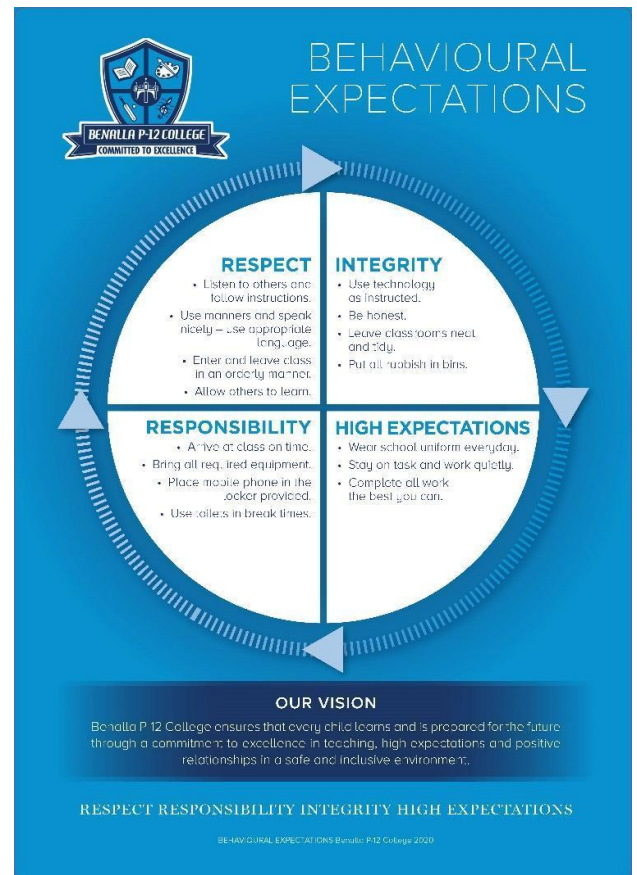 BENALLA P-12 COLLEGE
COMMITTED TO EXCELLENCE
BEHAVIOURAL
EXPECTATIONS
RESPECT
• Listen to others and
follow instructions.
• Use manners and speak
nicely – use appropriate
language.
• Enter and leave class
in an orderly manner.
• Allow others to learn.
INTEGRITY
• Use technology
as instructed.
• Be honest.
• Leave classrooms neat
and tidy.
• Put all rubbish in bins.
RESPONSIBILITY
• Arrive at class on time.
• Bring all required equipment.
• Place mobile phone in the
locker provided.
• Use toilets in break times.
HIGH EXPECTATIONS
• Wear school uniform everyday.
• Stay on task and work quietly.
• Complete all work
the best you can.
OUR VISION
Benalla P-12 College ensures that every child learns and is prepared for the future
through a commitment to excellence in teaching, high expectations and positive
relationships in a safe and inclusive environment.
RESPECT RESPONSIBILITY INTEGRITY HIGH EXPECTATIONS
BEHAVIOURAL EXPECTATIONS Benalla P-12 College 2020